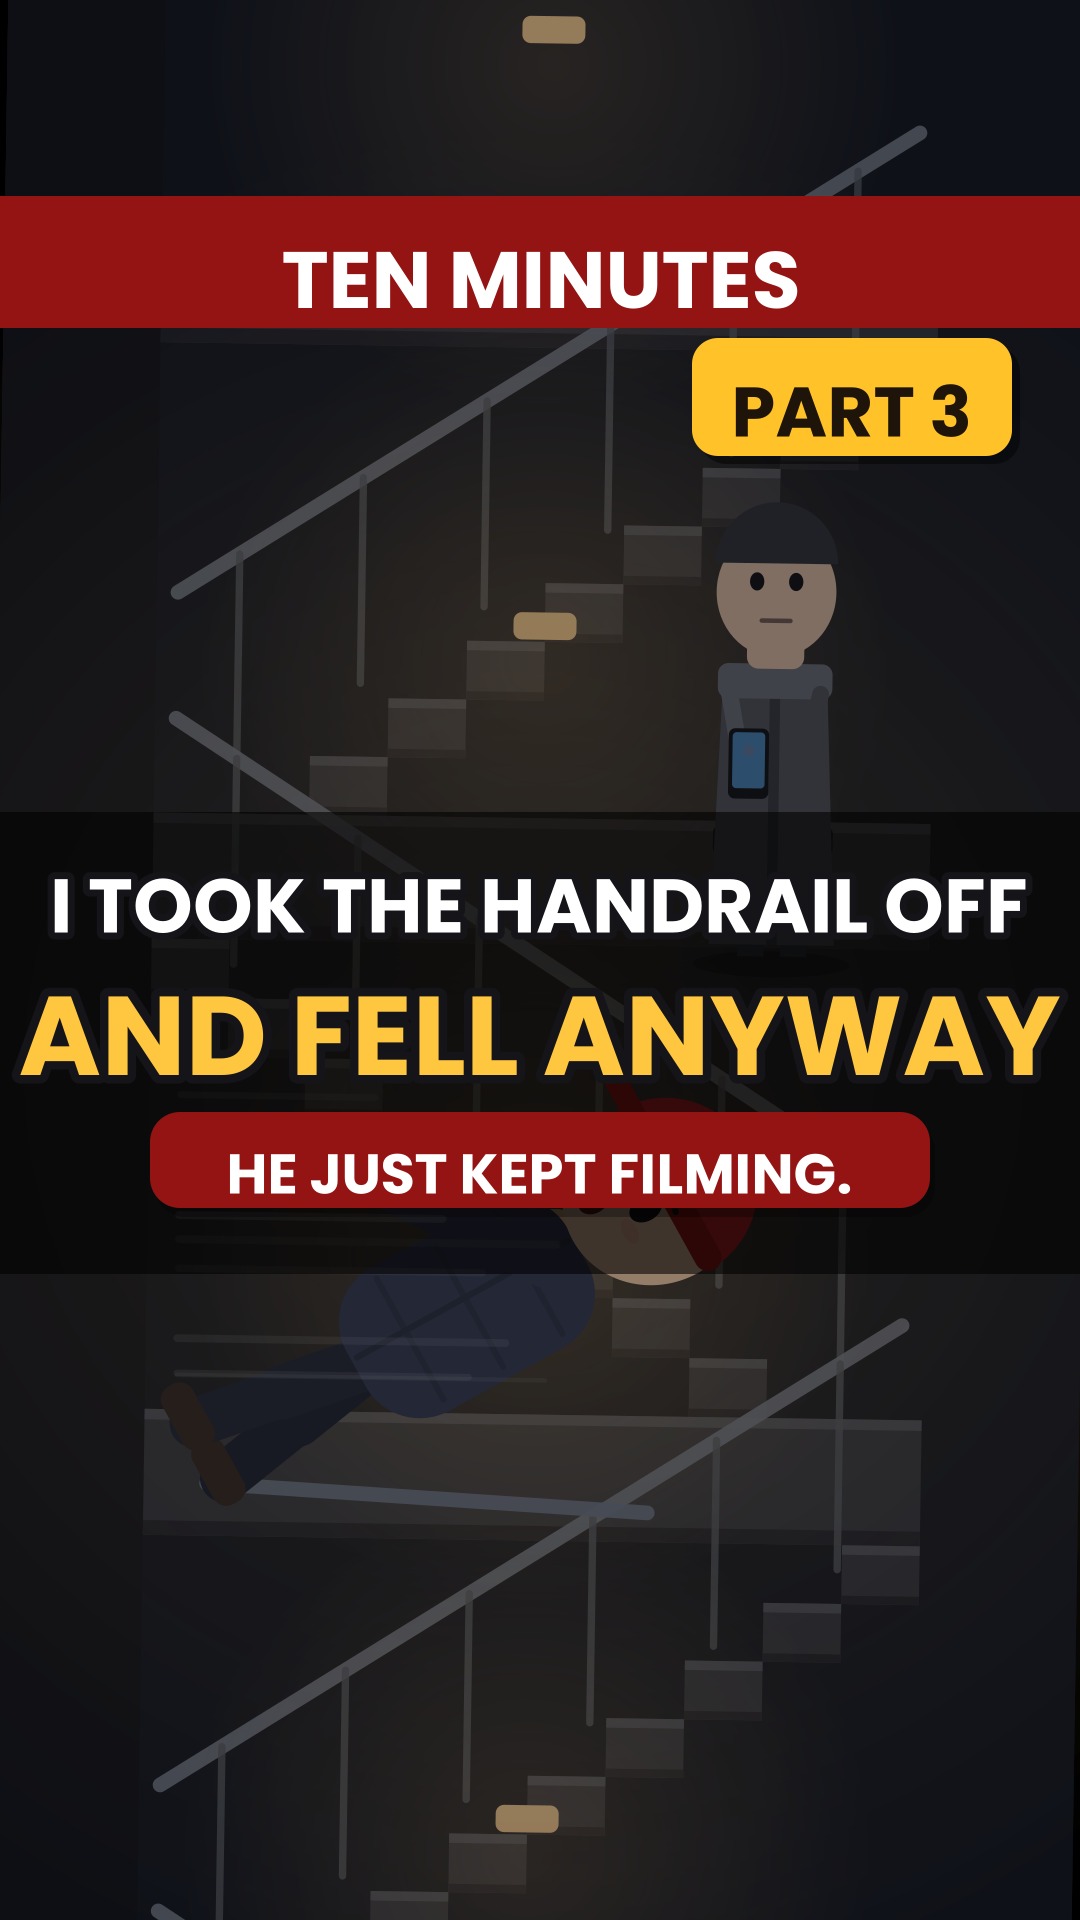 TEN MINUTES
PART 3
I TOOK THE HANDRAIL OFF
AND FELL ANYWAY
HE JUST KEPT FILMING.